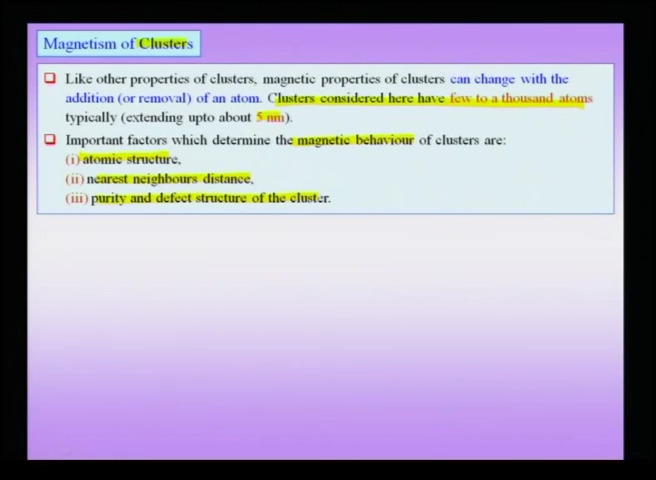 Magnetism of Clusters
Like other properties of clusters, magnetic properties of clusters can change with the
addition (or removal) of an atom. Clusters considered here have few to a thousand atoms
typically (extending upto about 5 nm).
Important factors which determine the magnetic behaviour of clusters are:
(i) atomic structure,
(ii) nearest neighbours distance,
(iii) purity and defect structure of the cluster.